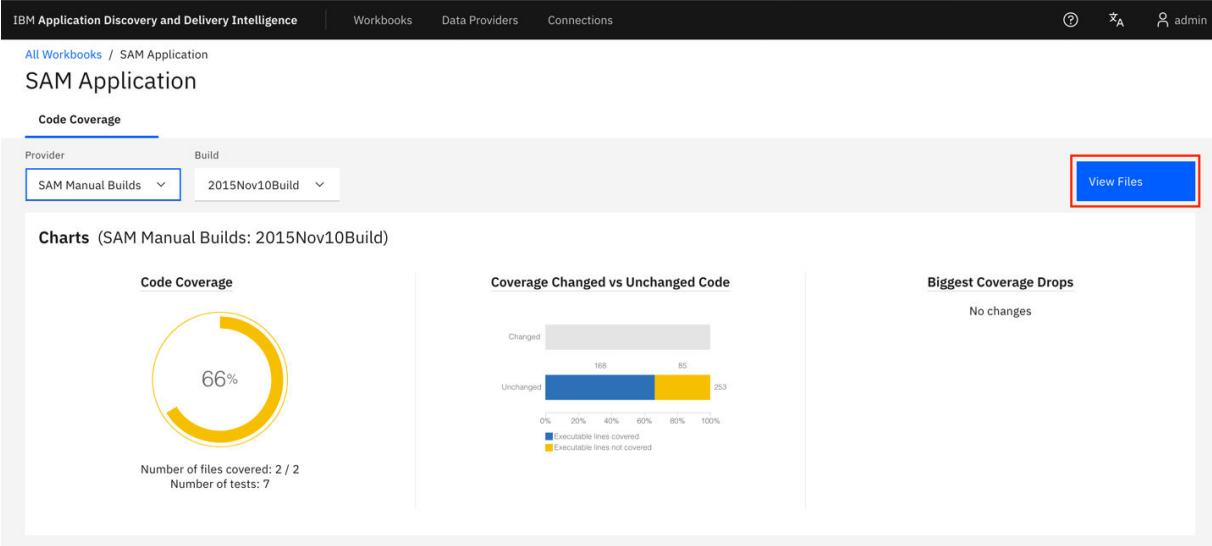 IBM Application Discovery and Delivery Intelligence Workbooks Data Providers Connections admin
All Workbooks / SAM Application
SAM Application
Code Coverage
Provider Build
SAM Manual Builds 2015Nov10Build View Files
Charts (SAM Manual Builds: 2015Nov10Build)
Code Coverage
66%
Number of files covered: 2 / 2
Number of tests: 7
Coverage Changed vs Unchanged Code
Changed
168 85
Unchanged 253
0% 20% 40% 60% 80% 100%
Executable lines covered
Executable lines not covered
Biggest Coverage Drops
No changes